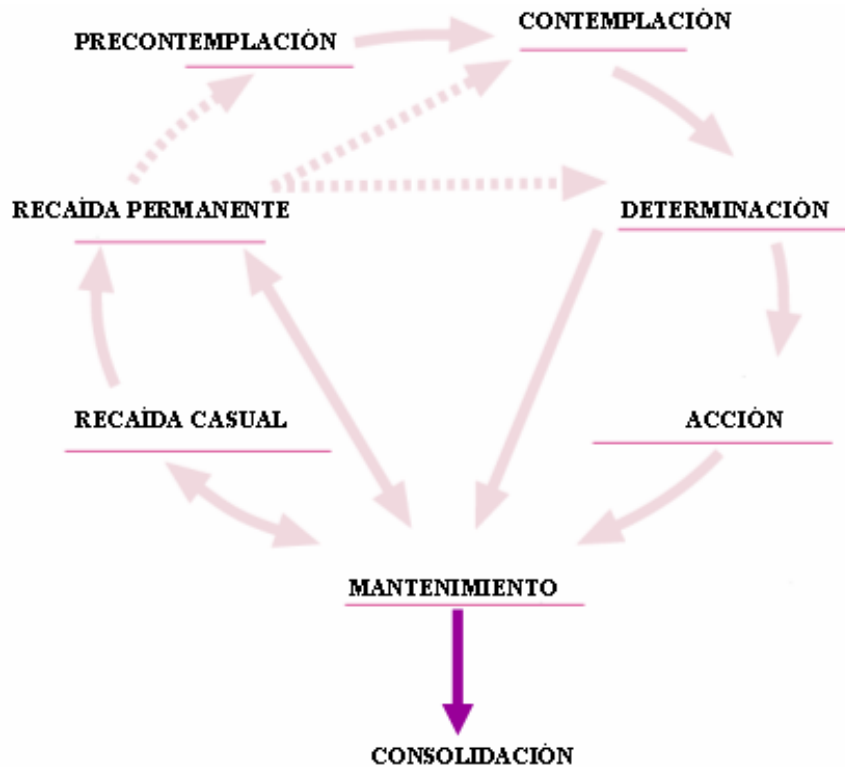 CONTEMPLACIÓN
PRECONTEMPLACIÓN
RECAÍDA PERMANENTE
DETERMINACIÓN
RECAÍDA CASUAL
ACCIÓN
MANTENIMIENTO
CONSOLIDACIÓN